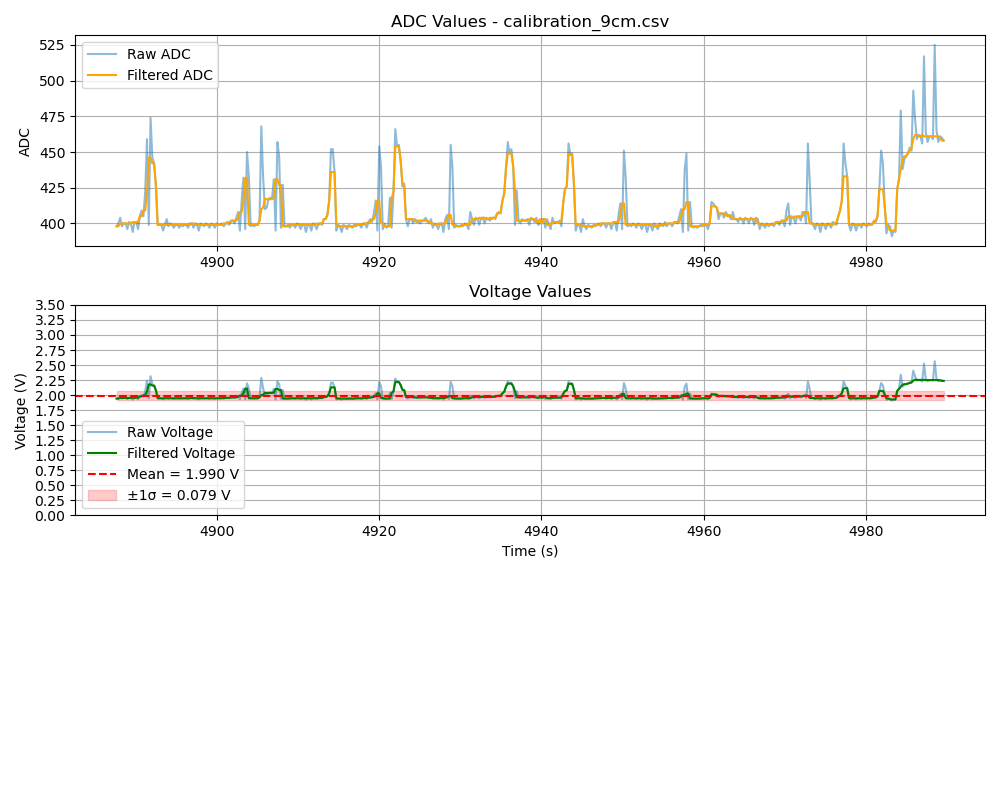 ADC Values - calibration_9cm.csv
525
500
475
450
425
400
ADC
Raw ADC
Filtered ADC
4900 4920 4940 4960 4980
Voltage Values
3.50
3.25
3.00
2.75
2.50
2.25
2.00
1.75
1.50
1.25
1.00
0.75
0.50
0.25
0.00
Voltage (V)
Raw Voltage
Filtered Voltage
Mean = 1.990 V
±1σ = 0.079 V
4900 4920 4940 4960 4980
Time (s)